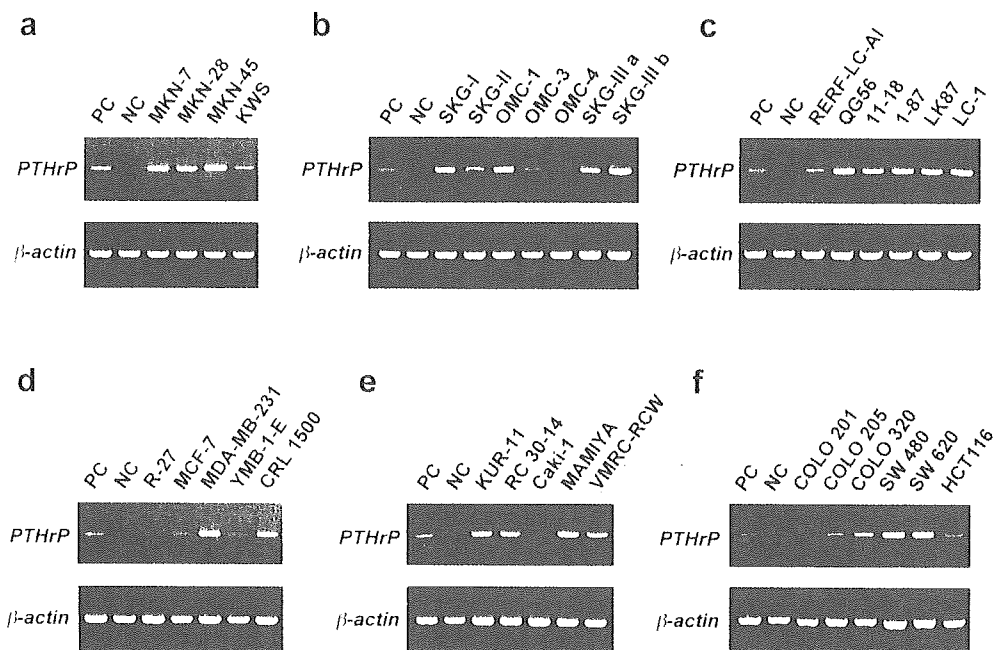 a
PC NC MKN-7 MKN-28 MKN-45 KWS
PTHrP
β-actin
b
PC NC SKG-I SKG-II OMC-1 OMC-3 OMC-4 SKG-III a SKG-III b
PTHrP
β-actin
c
PC NC RERF-LC-AI QG56 11-18 1-87 LK87 LC-1
PTHrP
β-actin
d
PC NC R-27 MCF-7 MDA-MB-231 YMB-1-E CRL 1500
PTHrP
β-actin
e
PC NC KUR-11 RC 30-14 Caki-1 MAMIYA VMRC-RCW
PTHrP
β-actin
f
PC NC COLO 201 COLO 205 COLO 320 SW 480 SW 620 HCT116
PTHrP
β-actin